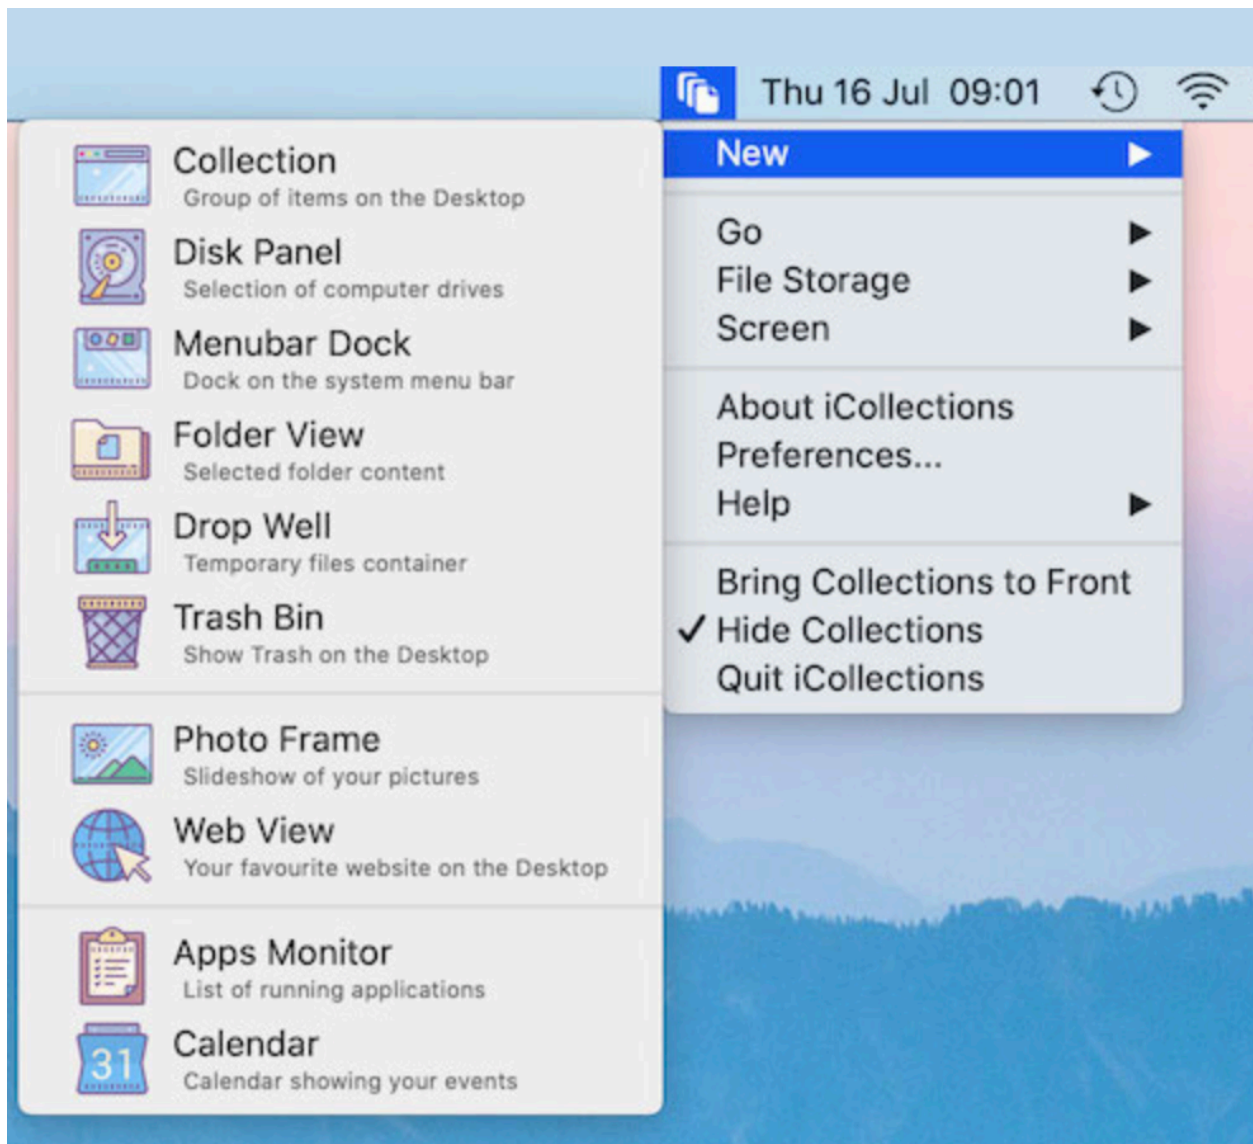 Thu 16 Jul 09:01
New
Go
File Storage
Screen
About iCollections
Preferences...
Help
Bring Collections to Front
✓ Hide Collections
Quit iCollections
Collection
Group of items on the Desktop
Disk Panel
Selection of computer drives
Menubar Dock
Dock on the system menu bar
Folder View
Selected folder content
Drop Well
Temporary files container
Trash Bin
Show Trash on the Desktop
Photo Frame
Slideshow of your pictures
Web View
Your favourite website on the Desktop
Apps Monitor
List of running applications
31
Calendar
Calendar showing your events